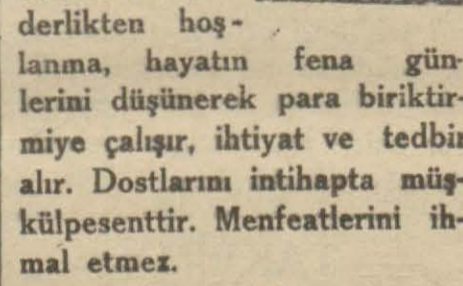 derlikten hoş-
lanma, hayatın fena gün-
lerini düşünerek para biriktir-
miye çalışır, ihtiyat ve tedbir
alır. Dostlarını intihapta müş-
külpesenttir. Menfeatlerini ih-
mal etmez.